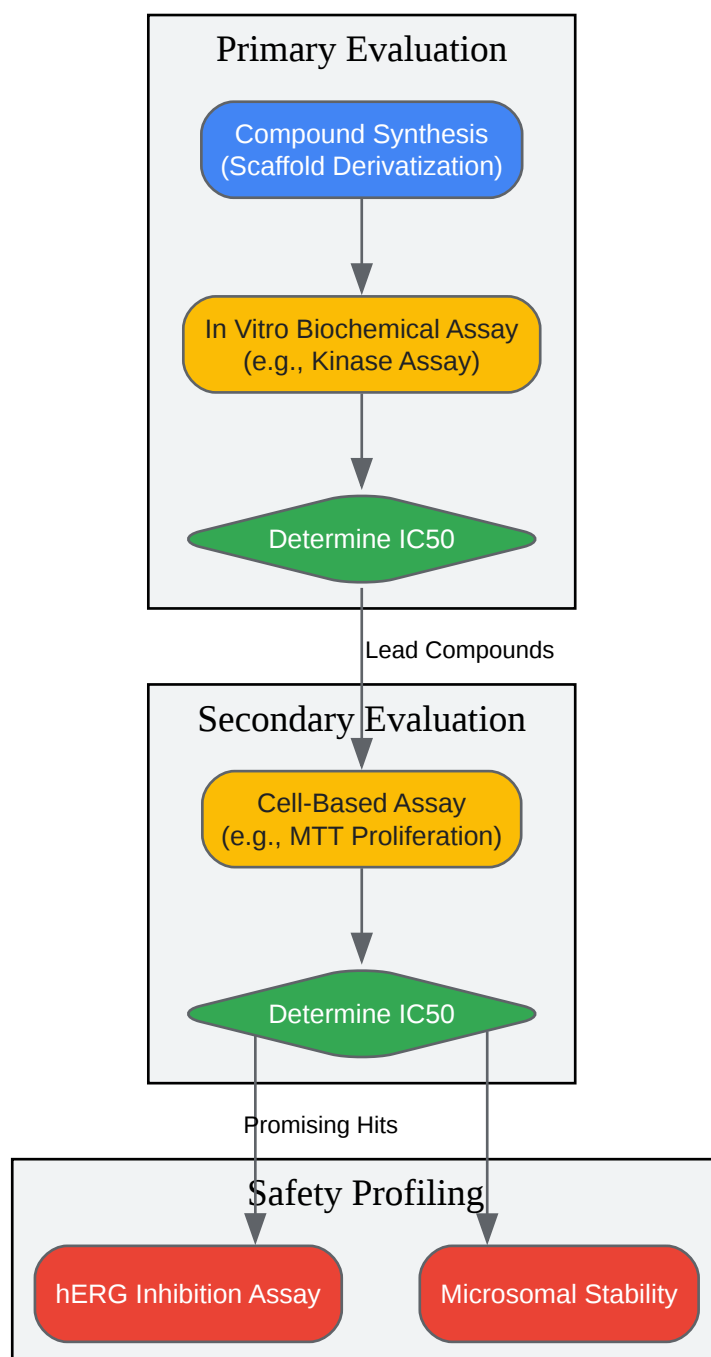 Primary Evaluation
Compound Synthesis
(Scaffold Derivatization)
In Vitro Biochemical Assay
(e.g., Kinase Assay)
Determine IC50
Lead Compounds
Secondary Evaluation
Cell-Based Assay
(e.g., MTT Proliferation)
Determine IC50
Promising Hits
Safety Profiling
hERG Inhibition Assay
Microsomal Stability